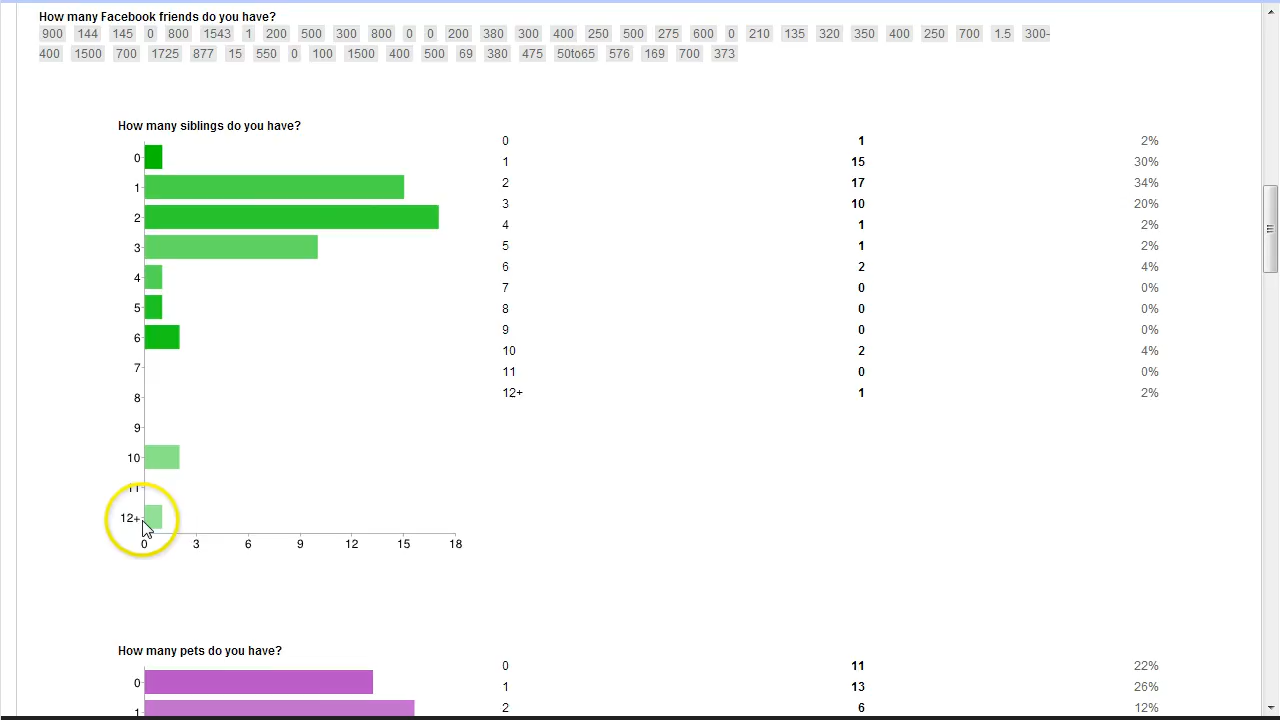 How many Facebook friends do you have?
900 144 145 0 800 1543 1 200 500 300 800 0 0 200 380 300 400 250 500 275 600 0 210 135 320 350 400 250 700 1.5 300-
400 1500 700 1725 877 15 550 0 100 1500 400 500 69 380 475 50to65 576 169 700 373
How many siblings do you have?
0 1 2%
1 15 30%
2 17 34%
3 10 20%
4 1 2%
5 1 2%
6 2 4%
7 0 0%
8 0 0%
9 0 0%
10 2 4%
11 0 0%
12+ 1 2%
0
1
2
3
4
5
6
7
8
9
10
11
12+
0 3 6 9 12 15 18
How many pets do you have?
0 11 22%
1 13 26%
2 6 12%
0
1